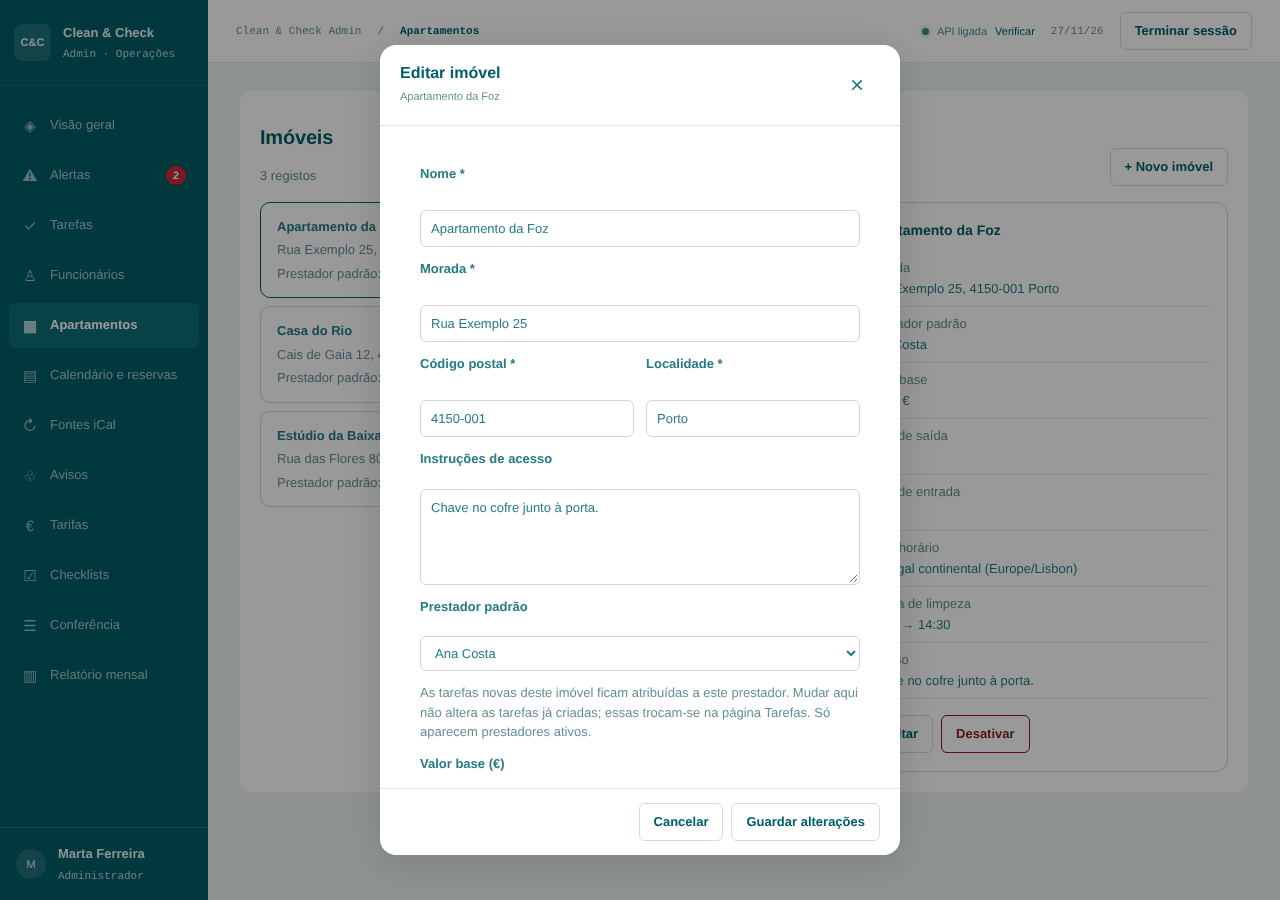 C&C
Clean & Check
Admin · Operações
Visão geral
Alertas
2
Tarefas
Funcionários
Apartamentos
Calendário e reservas
Fontes iCal
Avisos
Tarifas
Checklists
Conferência
Relatório mensal
M
Marta Ferreira
Administrador
Clean & Check Admin / Apartamentos
API ligada
Verificar
27/11/26
Terminar sessão
Imóveis
3 registos
+ Novo imóvel
Apartamento da
Rua Exemplo 25,
Prestador padrão:
Casa do Rio
Cais de Gaia 12,
Prestador padrão:
Estúdio da Baixa
Rua das Flores 80
Prestador padrão:
Editar imóvel
Apartamento da Foz
Nome *
Apartamento da Foz
Morada *
Rua Exemplo 25
Código postal *
Localidade *
4150-001
Porto
Instruções de acesso
Chave no cofre junto à porta.
Prestador padrão
Ana Costa
As tarefas novas deste imóvel ficam atribuídas a este prestador. Mudar aqui
não altera as tarefas já criadas; essas trocam-se na página Tarefas. Só
aparecem prestadores ativos.
Valor base (€)
Cancelar
Guardar alterações
tamento da Foz
da
Exemplo 25, 4150-001 Porto
ador padrão
Costa
base
€
de saída
de entrada
horário
gal continental (Europe/Lisbon)
a de limpeza
→ 14:30
so
e no cofre junto à porta.
tar
Desativar